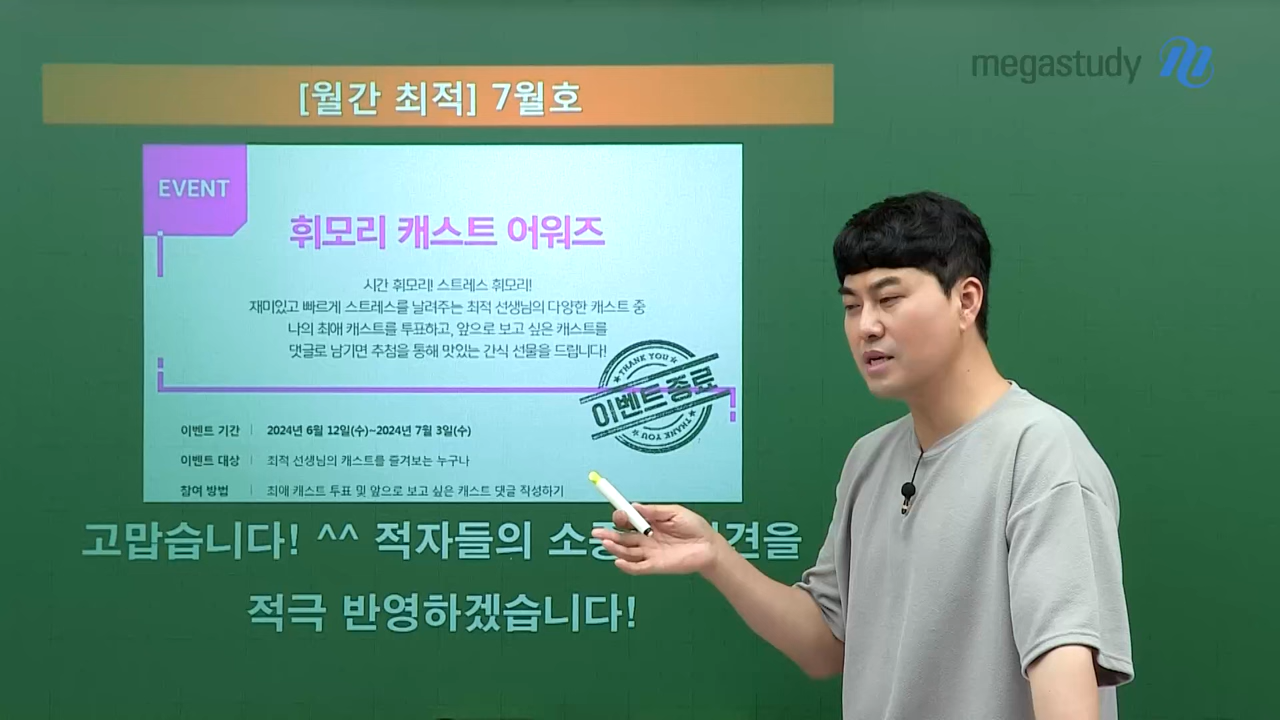 megastudy
[월간 최적] 7월호
EVENT
휘모리 캐스트 어워즈
시간 휘모리! 스트레스 휘모리!
재미있고 빠르게 스트레스를 날려주는 최적 선생님의 다양한 캐스트 중
나의 최애 캐스트를 투표하고, 앞으로 보고 싶은 캐스트를
댓글로 남기면 추첨을 통해 맛있는 간식 선물을 드립니다!
THANK YOU
이벤트 종료
THANK YOU
이벤트 기간 | 2024년 6월 12일(수)~2024년 7월 3일(수)
이벤트 대상 | 최적 선생님의 캐스트를 즐겨보는 누구나
참여 방법 | 최애 캐스트 투표 및 앞으로 보고 싶은 캐스트 댓글 작성하기
고맙습니다! ^^ 적자들의 을
적극 반영하겠습니다!